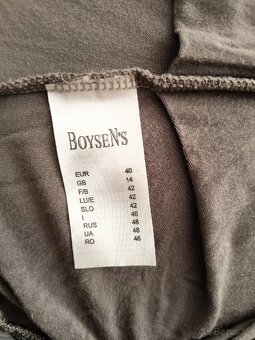 BOYSEN'S
EUR 40
GB 14
F/B 42
LU/E 42
SLO 42
I 46
RUS 48
UA 48
RO 46